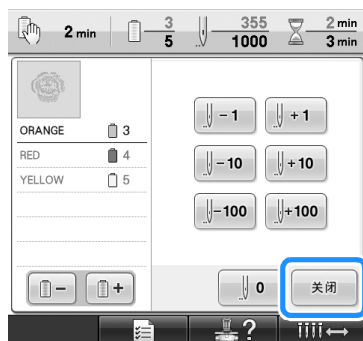 2 min 3 5 355 1000 2 min 3 min
ORANGE 3
RED 4
YELLOW 5
− 1 + 1
− 10 + 10
−100 +100
− + 0 关闭
?